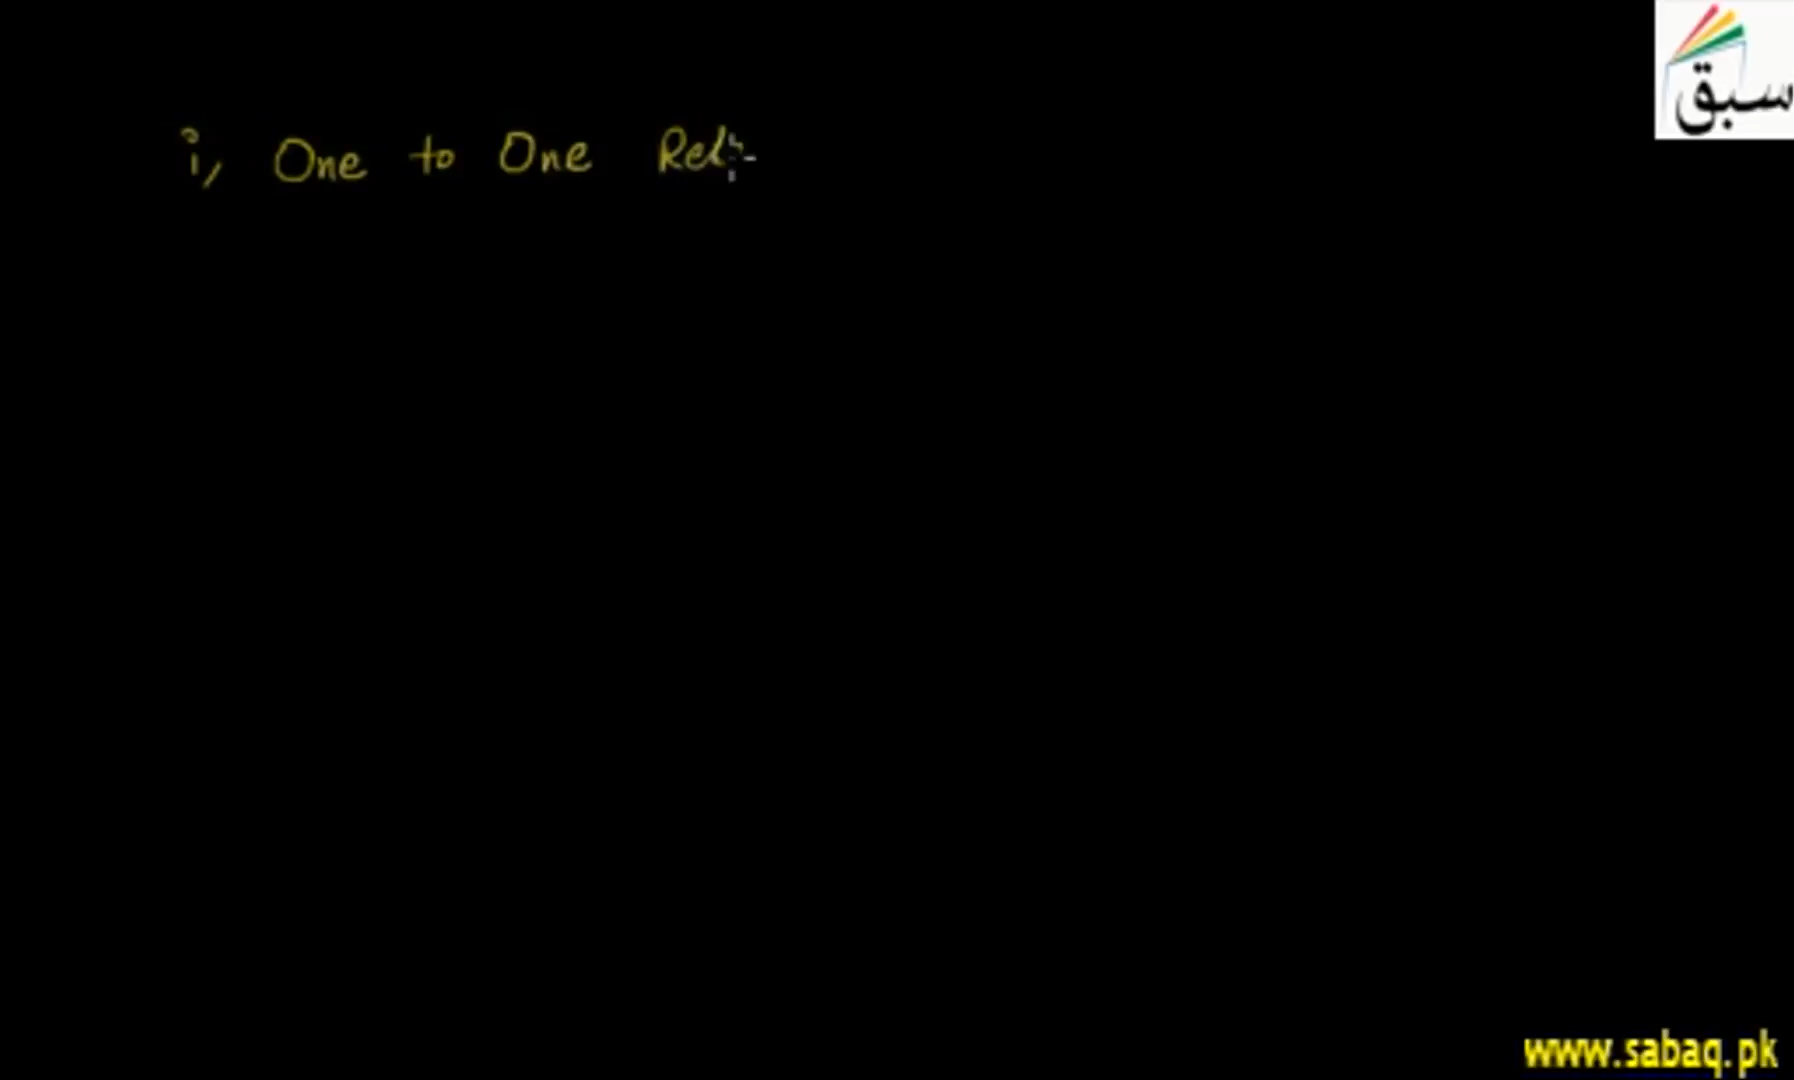 سبق
i, One to One Rel
www.sabaq.pk